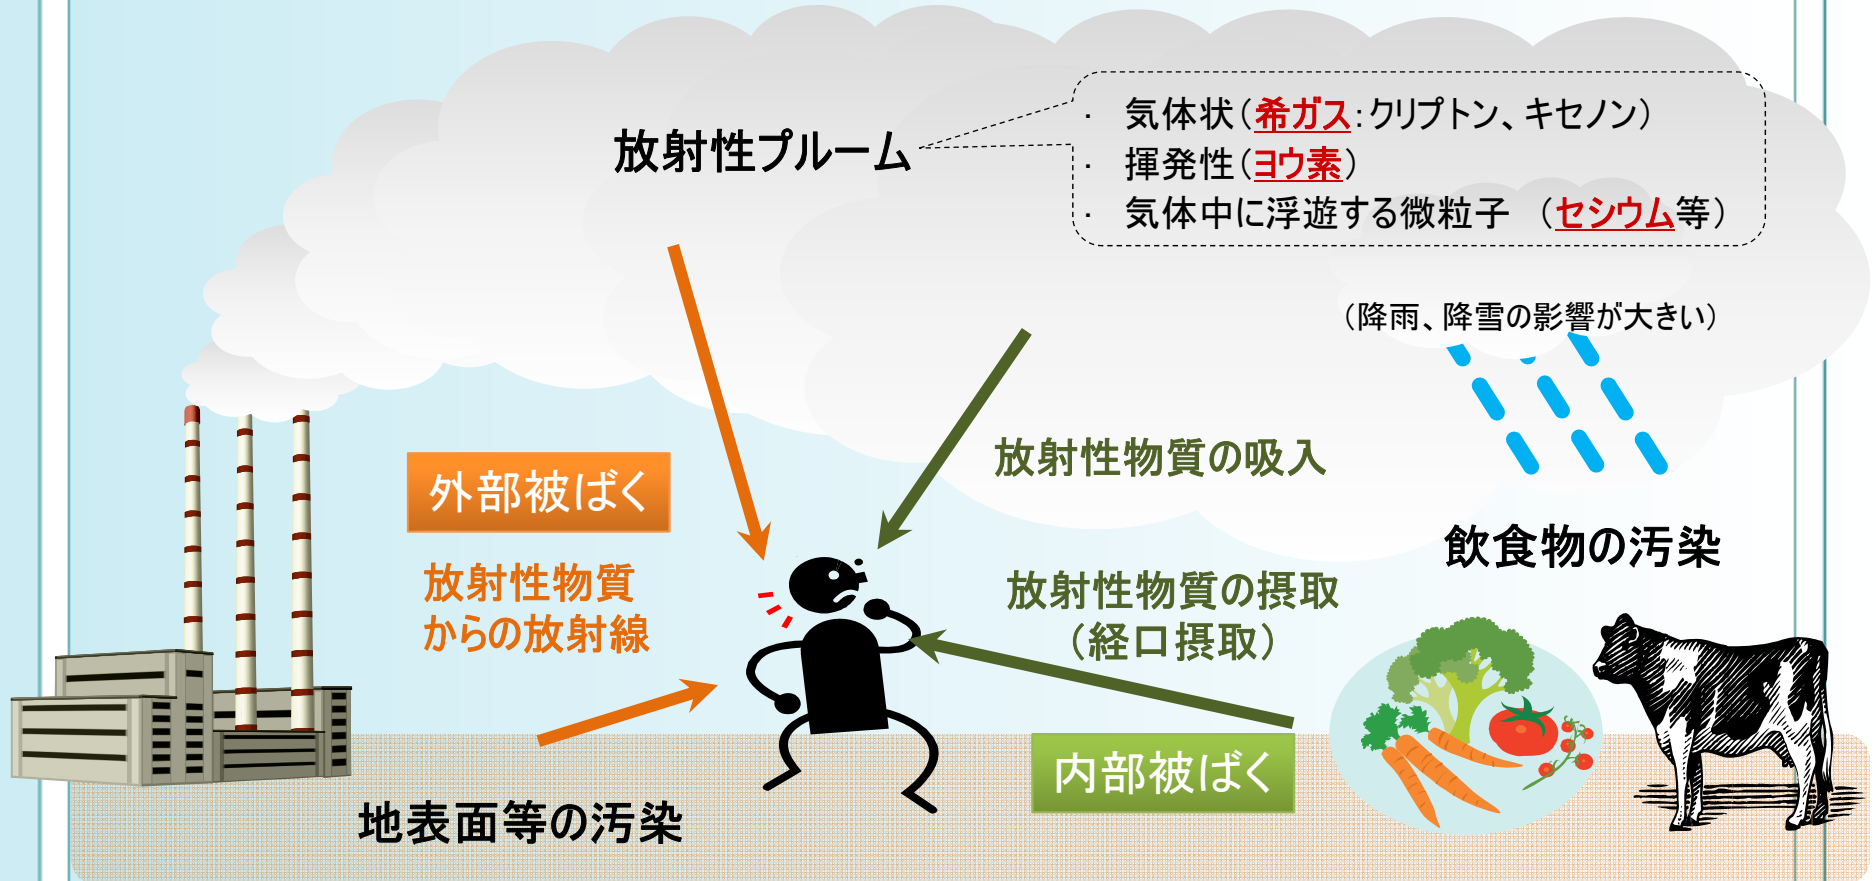 放射性プルーム
・ 気体状（希ガス：クリプトン、キセノン）
・ 揮発性（ヨウ素）
・ 気体中に浮遊する微粒子 （セシウム等）
（降雨、降雪の影響が大きい）
外部被ばく
放射性物質
からの放射線
放射性物質の吸入
放射性物質の摂取
（経口摂取）
飲食物の汚染
内部被ばく
地表面等の汚染